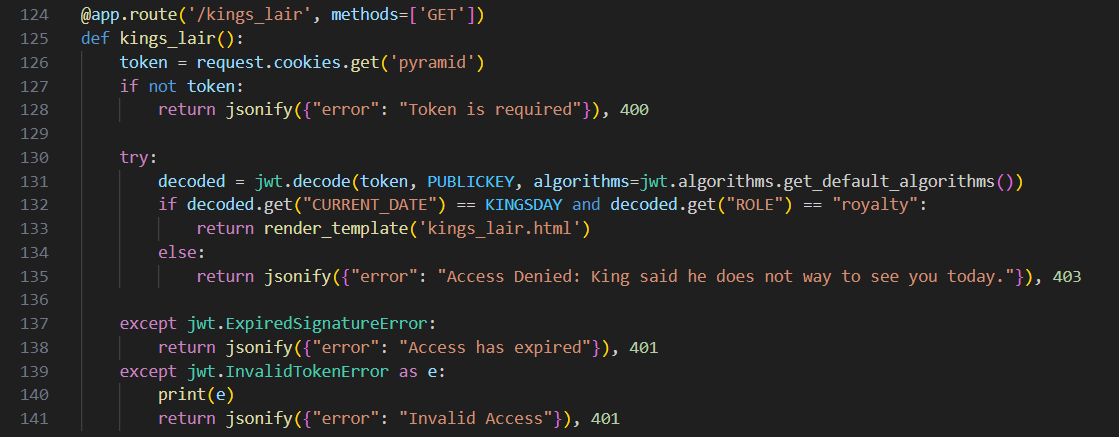 124 @app.route('/kings_lair', methods=['GET'])
125 def kings_lair():
126     token = request.cookies.get('pyramid')
127     if not token:
128         return jsonify({"error": "Token is required"}), 400
129
130     try:
131         decoded = jwt.decode(token, PUBLICKEY, algorithms=jwt.algorithms.get_default_algorithms())
132         if decoded.get("CURRENT_DATE") == KINGSDAY and decoded.get("ROLE") == "royalty":
133             return render_template('kings_lair.html')
134         else:
135             return jsonify({"error": "Access Denied: King said he does not way to see you today."}), 403
136
137     except jwt.ExpiredSignatureError:
138         return jsonify({"error": "Access has expired"}), 401
139     except jwt.InvalidTokenError as e:
140         print(e)
141         return jsonify({"error": "Invalid Access"}), 401